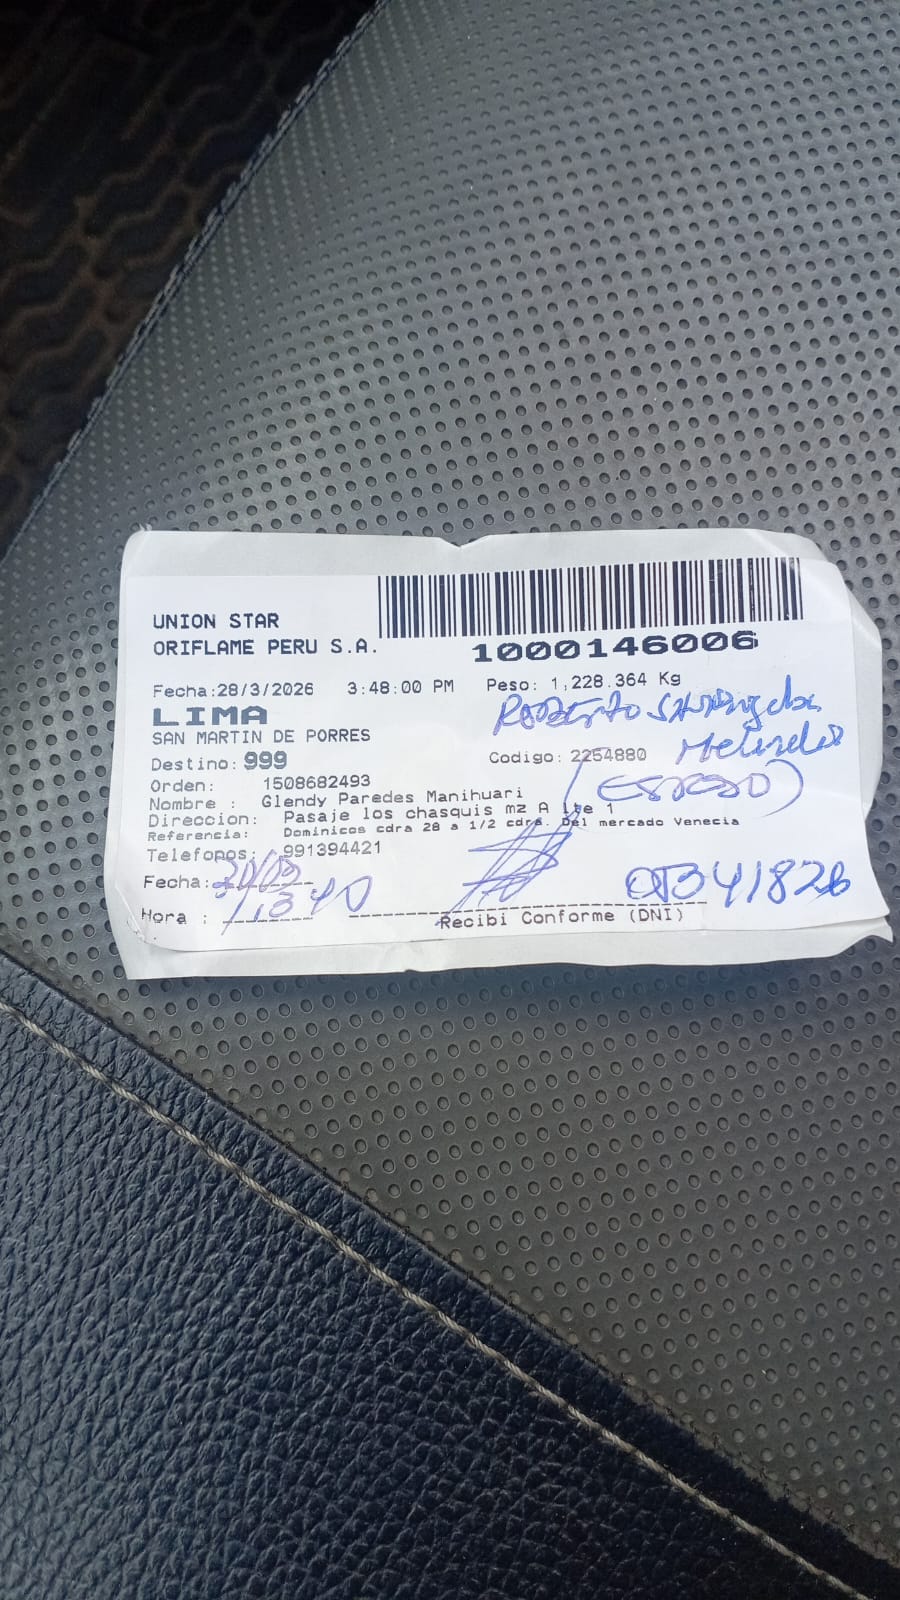 UNION STAR
ORIFLAME PERU S.A.
1000146006
Fecha:28/3/2026 3:48:00 PM Peso: 1,228.364 Kg
LIMA
SAN MARTIN DE PORRES
Destino: 999 Codigo: 2254880
Orden: 1508682493
Nombre : Glendy Paredes Manihuari
Direccion: Pasaje los chasquis mz A lte 1
Referencia: Dominicos cdra 28 a 1/2 cdra. Del mercado Venecia
Telefonos: 991394421
Roberto
(ESPOSO)
Fecha:
Hora : 1340
Recibi Conforme (DNI)